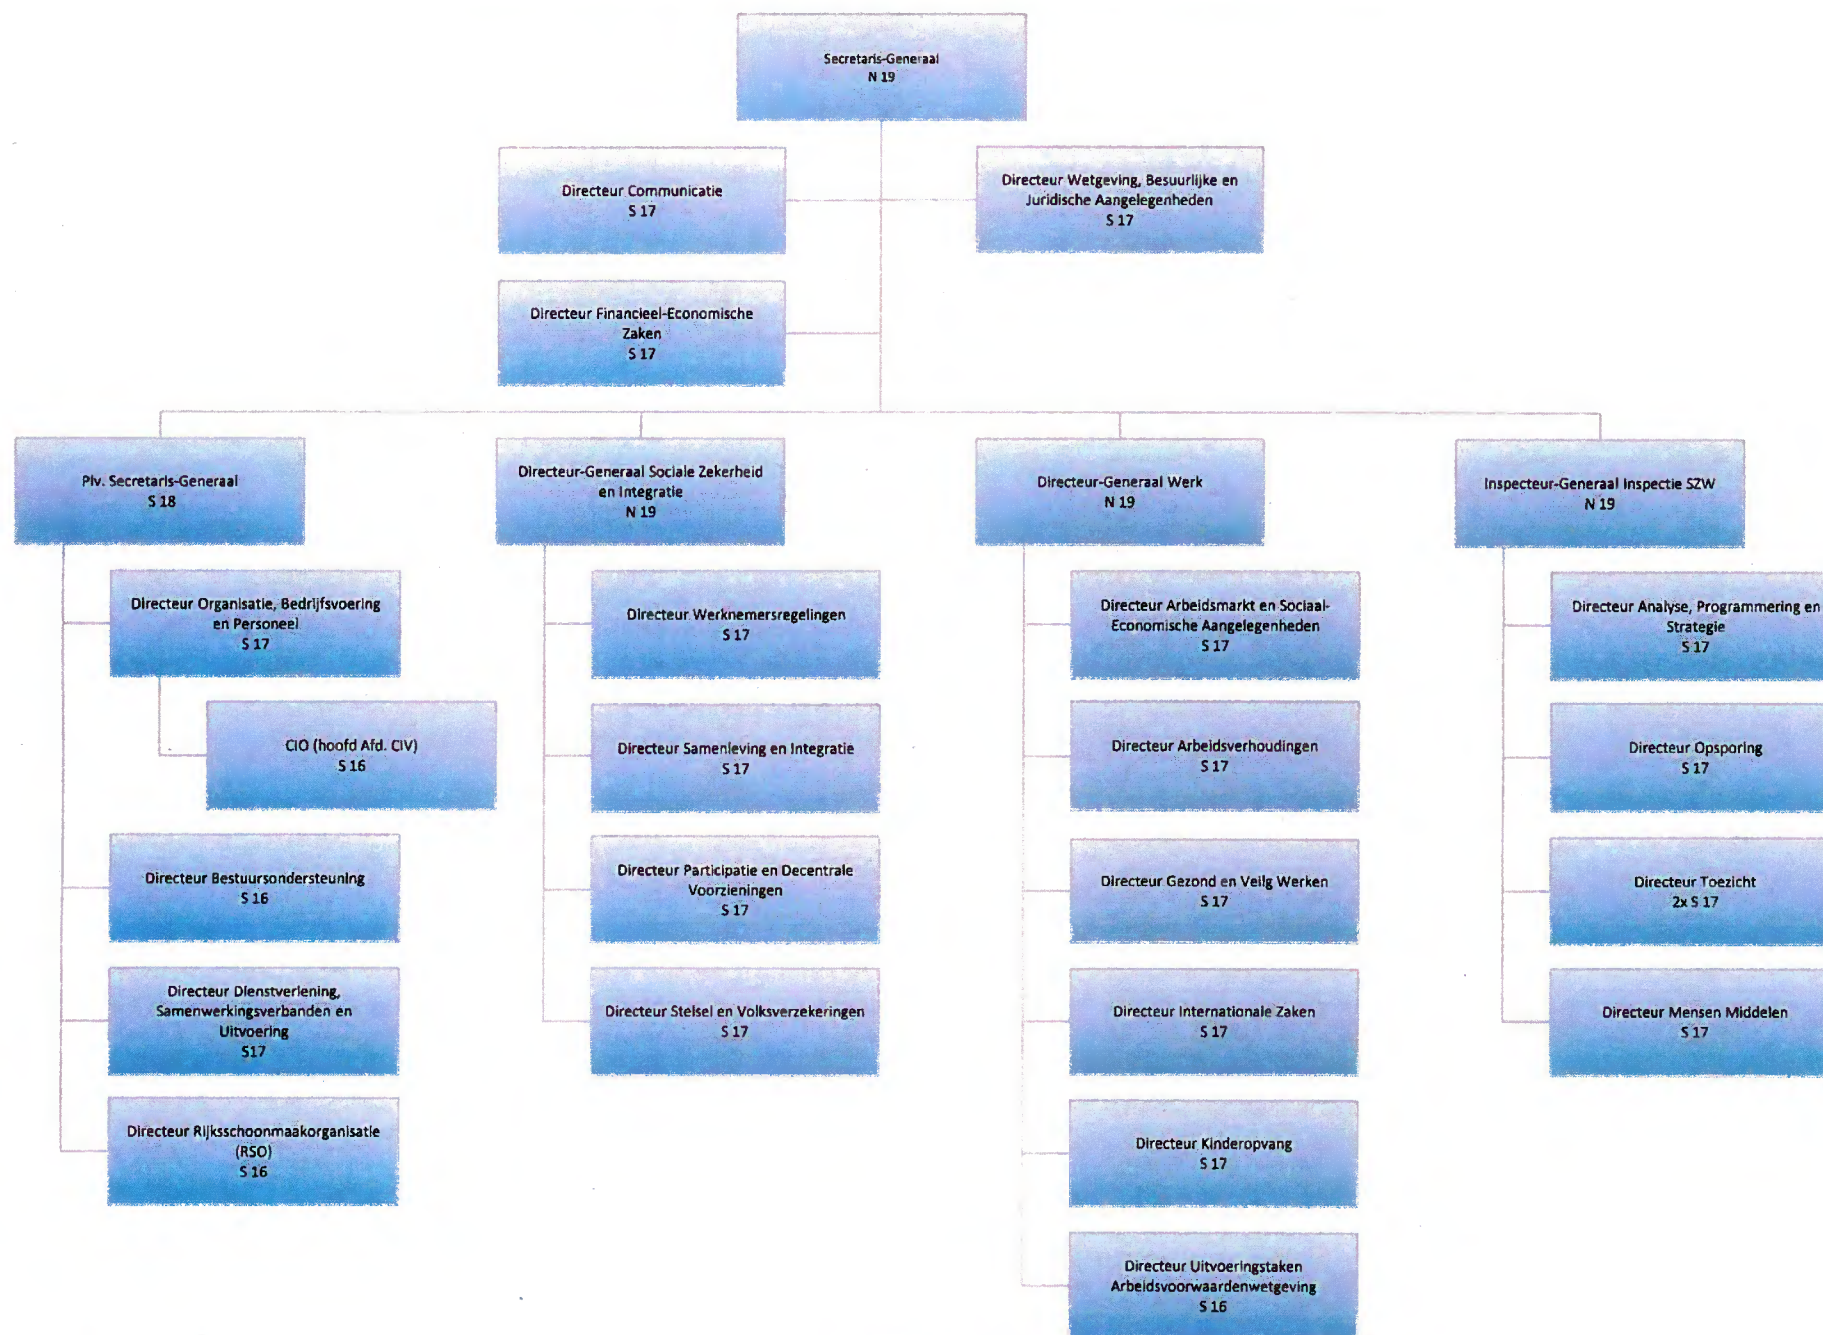 Secretaris-Generaal
N 19
Directeur Communicatie
S 17
Directeur Wetgeving, Besuurlijke en
Juridische Aangelegenheden
S 17
Directeur Financieel-Economische
Zaken
S 17
Plv. Secretaris-Generaal
S 18
Directeur-Generaal Sociale Zekerheid
en Integratie
N 19
Directeur-Generaal Werk
N 19
Inspecteur-Generaal Inspectie SZW
N 19
Directeur Organisatie, Bedrijfsvoering
en Personeel
S 17
CIO (hoofd Afd. CIV)
S 16
Directeur Bestuursondersteuning
S 16
Directeur Dienstverlening,
Samenwerkingsverbanden en
Uitvoering
S17
Directeur Rijksschoonmaakorganisatie
(RSO)
S 16
Directeur Werknemersregelingen
S 17
Directeur Samenleving en Integratie
S 17
Directeur Participatie en Decentrale
Voorzieningen
S 17
Directeur Stelsel en Volksverzekeringen
S 17
Directeur Arbeidsmarkt en Sociaal-
Economische Aangelegenheden
S 17
Directeur Arbeidsverhoudingen
S 17
Directeur Gezond en Veilg Werken
S 17
Directeur Internationale Zaken
S 17
Directeur Kinderopvang
S 17
Directeur Uitvoeringstaken
Arbeidsvoorwaardenwetgeving
S 16
Directeur Analyse, Programmering en
Strategie
S 17
Directeur Opsporing
S 17
Directeur Toezicht
2x S 17
Directeur Mensen Middelen
S 17